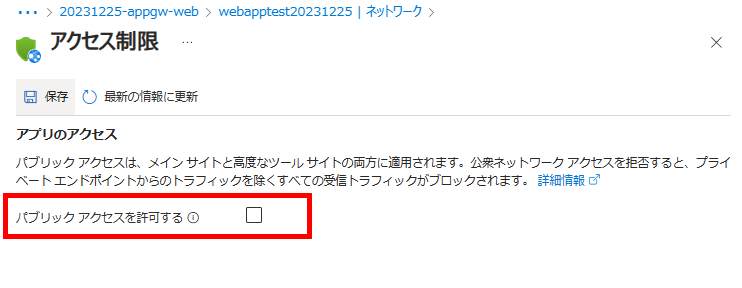 … > 20231225-appgw-web > webapptest20231225 | ネットワーク >
アクセス制限 …
保存 最新の情報に更新
アプリのアクセス
パブリック アクセスは、メイン サイトと高度なツール サイトの両方に適用されます。公衆ネットワーク アクセスを拒否すると、プライ
ベート エンドポイントからのトラフィックを除くすべての受信トラフィックがブロックされます。 詳細情報
パブリック アクセスを許可する